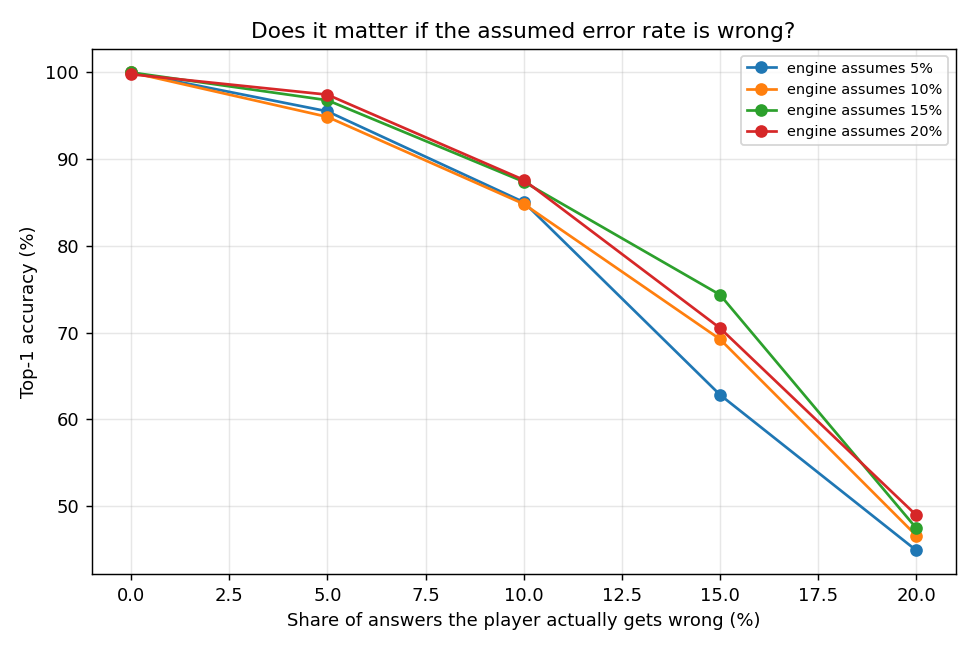 Does it matter if the assumed error rate is wrong?
engine assumes 5%
engine assumes 10%
engine assumes 15%
engine assumes 20%
Top-1 accuracy (%)
100
90
80
70
60
50
0.0 2.5 5.0 7.5 10.0 12.5 15.0 17.5 20.0
Share of answers the player actually gets wrong (%)